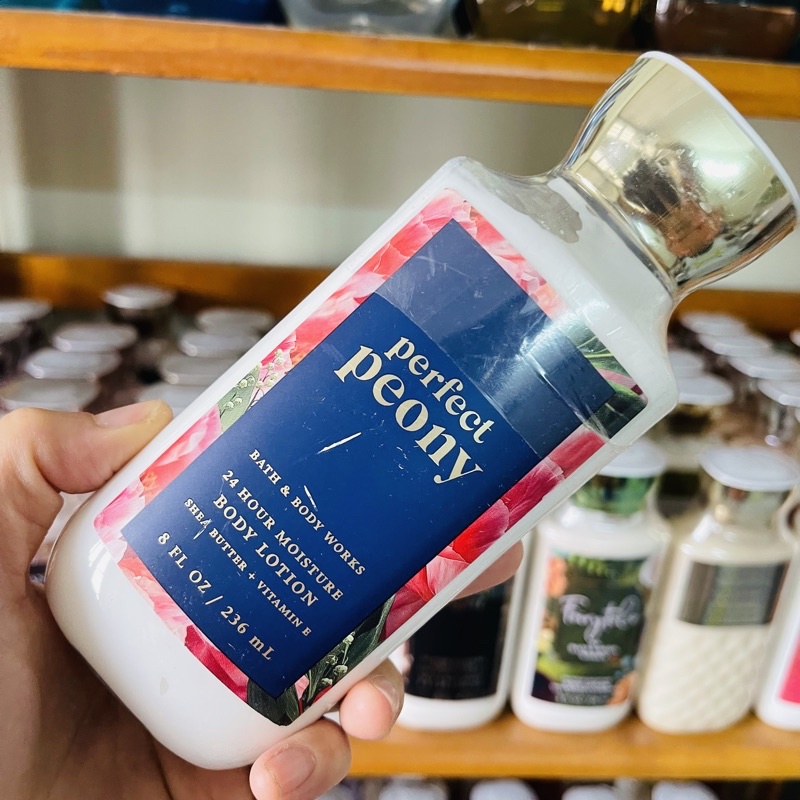 perfect
peony
BATH & BODY WORKS
24 HOUR MOISTURE
BODY LOTION
SHEA BUTTER + VITAMIN E
8 FL OZ / 236 mL